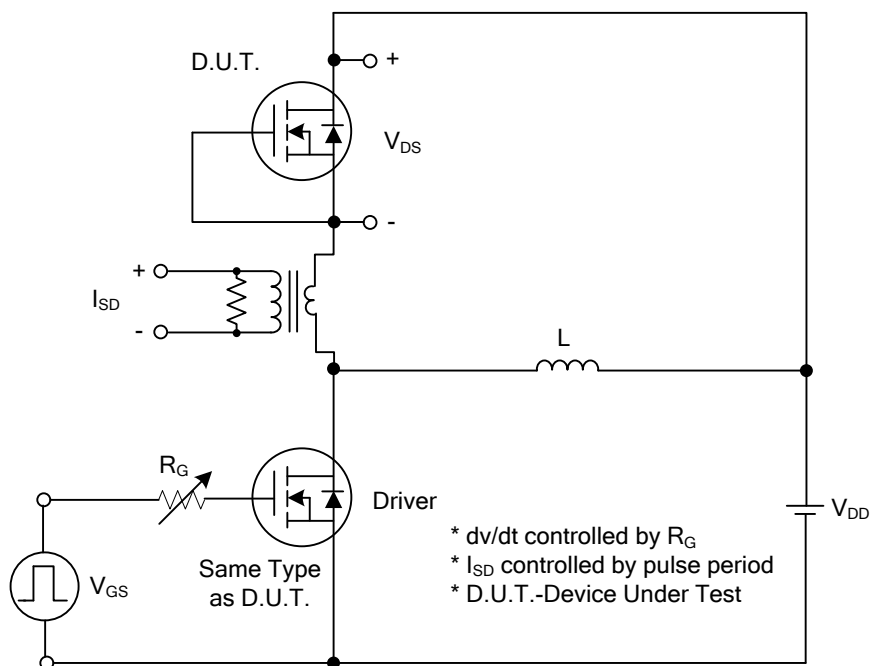 D.U.T.
+
V_DS
-
+
I_SD
-
L
R_G
Driver
V_DD
V_GS
Same Type
as D.U.T.
* dv/dt controlled by R_G
* I_SD controlled by pulse period
* D.U.T.-Device Under Test